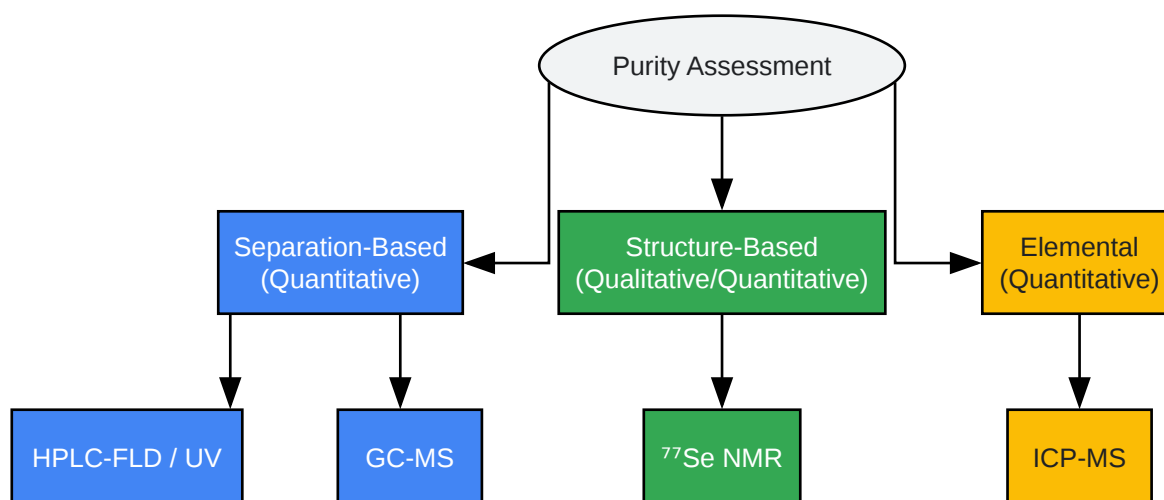 Purity Assessment
Separation-Based
(Quantitative)
Structure-Based
(Qualitative/Quantitative)
Elemental
(Quantitative)
HPLC-FLD / UV
GC-MS
⁷⁷Se NMR
ICP-MS